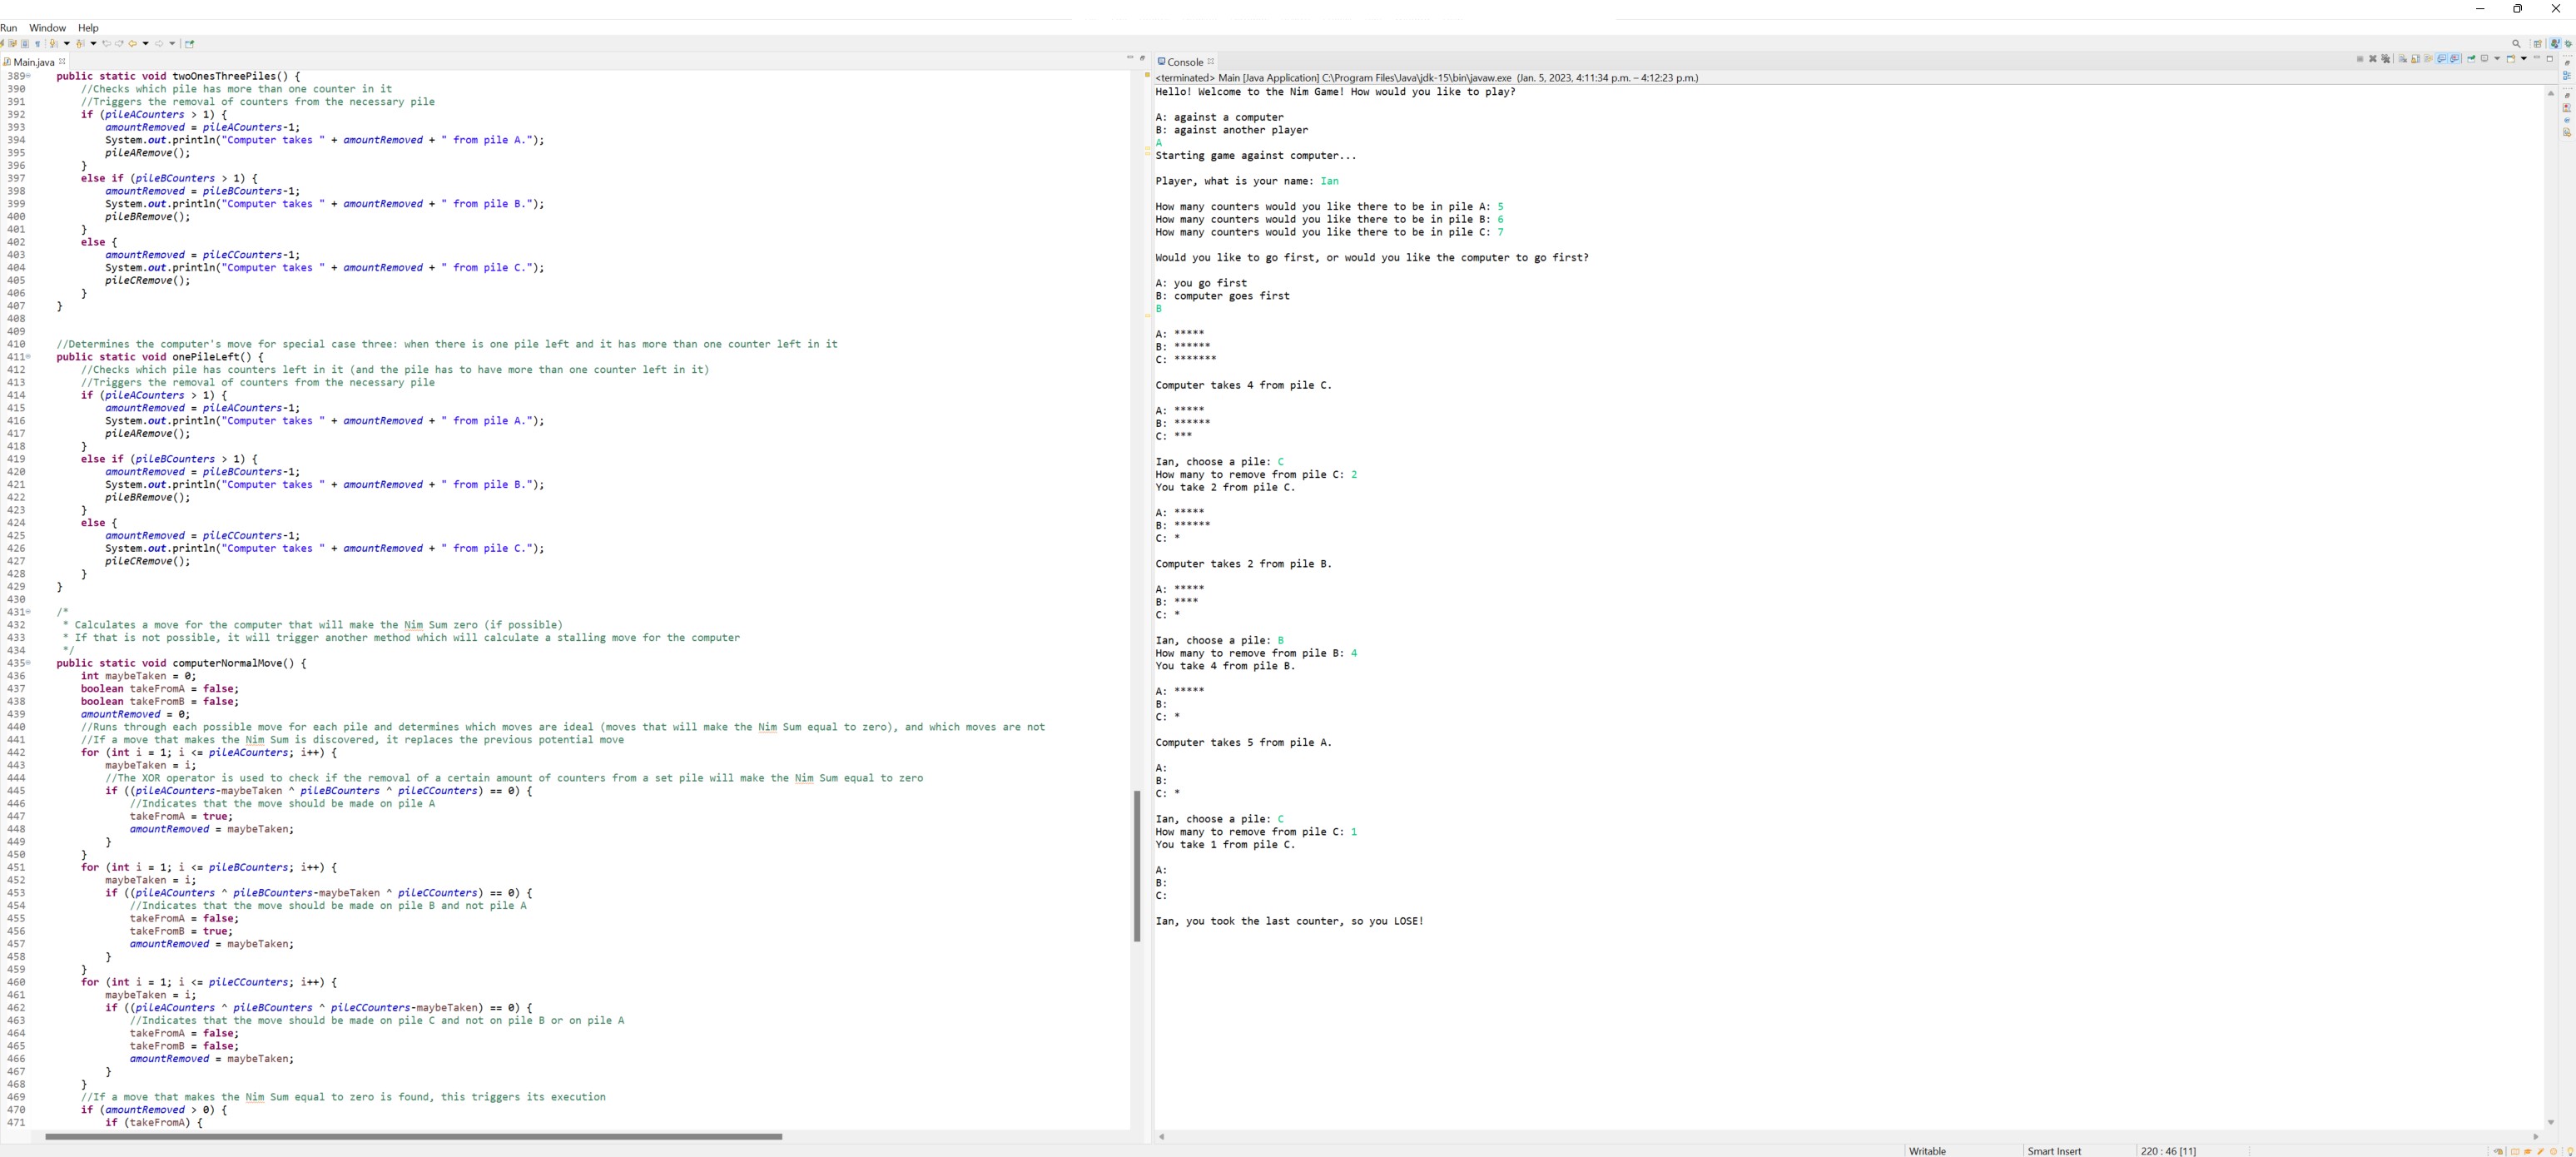 Run Window Help
Main.java
389 public static void twoOnesThreePiles() {
390 //Checks which pile has more than one counter in it
391 //Triggers the removal of counters from the necessary pile
392 if (pileACounters > 1) {
393 amountRemoved = pileACounters-1;
394 System.out.println("Computer takes " + amountRemoved + " from pile A.");
395 pileARemove();
396 }
397 else if (pileBCounters > 1) {
398 amountRemoved = pileBCounters-1;
399 System.out.println("Computer takes " + amountRemoved + " from pile B.");
400 pileBRemove();
401 }
402 else {
403 amountRemoved = pileCCounters-1;
404 System.out.println("Computer takes " + amountRemoved + " from pile C.");
405 pileCRemove();
406 }
407 }
408
409
410 //Determines the computer's move for special case three: when there is one pile left and it has more than one counter left in it
411 public static void onePileLeft() {
412 //Checks which pile has counters left in it (and the pile has to have more than one counter left in it)
413 //Triggers the removal of counters from the necessary pile
414 if (pileACounters > 1) {
415 amountRemoved = pileACounters-1;
416 System.out.println("Computer takes " + amountRemoved + " from pile A.");
417 pileARemove();
418 }
419 else if (pileBCounters > 1) {
420 amountRemoved = pileBCounters-1;
421 System.out.println("Computer takes " + amountRemoved + " from pile B.");
422 pileBRemove();
423 }
424 else {
425 amountRemoved = pileCCounters-1;
426 System.out.println("Computer takes " + amountRemoved + " from pile C.");
427 pileCRemove();
428 }
429 }
430
431 /*
432 * Calculates a move for the computer that will make the Nim Sum zero (if possible)
433 * If that is not possible, it will trigger another method which will calculate a stalling move for the computer
434 */
435 public static void computerNormalMove() {
436 int maybeTaken = 0;
437 boolean takeFromA = false;
438 boolean takeFromB = false;
439 amountRemoved = 0;
440 //Runs through each possible move for each pile and determines which moves are ideal (moves that will make the Nim Sum equal to zero), and which moves are not
441 //If a move that makes the Nim Sum is discovered, it replaces the previous potential move
442 for (int i = 1; i <= pileACounters; i++) {
443 maybeTaken = i;
444 //The XOR operator is used to check if the removal of a certain amount of counters from a set pile will make the Nim Sum equal to zero
445 if ((pileACounters-maybeTaken ^ pileBCounters ^ pileCCounters) == 0) {
446 //Indicates that the move should be made on pile A
447 takeFromA = true;
448 amountRemoved = maybeTaken;
449 }
450 }
451 for (int i = 1; i <= pileBCounters; i++) {
452 maybeTaken = i;
453 if ((pileACounters ^ pileBCounters-maybeTaken ^ pileCCounters) == 0) {
454 //Indicates that the move should be made on pile B and not pile A
455 takeFromA = false;
456 takeFromB = true;
457 amountRemoved = maybeTaken;
458 }
459 }
460 for (int i = 1; i <= pileCCounters; i++) {
461 maybeTaken = i;
462 if ((pileACounters ^ pileBCounters ^ pileCCounters-maybeTaken) == 0) {
463 //Indicates that the move should be made on pile C and not on pile B or on pile A
464 takeFromA = false;
465 takeFromB = false;
466 amountRemoved = maybeTaken;
467 }
468 }
469 //If a move that makes the Nim Sum equal to zero is found, this triggers its execution
470 if (amountRemoved > 0) {
471 if (takeFromA) {
Console
<terminated> Main [Java Application] C:\Program Files\Java\jdk-15\bin\javaw.exe (Jan. 5, 2023, 4:11:34 p.m. – 4:12:23 p.m.)
Hello! Welcome to the Nim Game! How would you like to play?
A: against a computer
B: against another player
A
Starting game against computer...
Player, what is your name: Ian
How many counters would you like there to be in pile A: 5
How many counters would you like there to be in pile B: 6
How many counters would you like there to be in pile C: 7
Would you like to go first, or would you like the computer to go first?
A: you go first
B: computer goes first
B
A: *****
B: ******
C: *******
Computer takes 4 from pile C.
A: *****
B: ******
C: ***
Ian, choose a pile: C
How many to remove from pile C: 2
You take 2 from pile C.
A: *****
B: ******
C: *
Computer takes 2 from pile B.
A: *****
B: ****
C: *
Ian, choose a pile: B
How many to remove from pile B: 4
You take 4 from pile B.
A: *****
B:
C: *
Computer takes 5 from pile A.
A:
B:
C: *
Ian, choose a pile: C
How many to remove from pile C: 1
You take 1 from pile C.
A:
B:
C:
Ian, you took the last counter, so you LOSE!
Writable Smart Insert 220 : 46 [11]